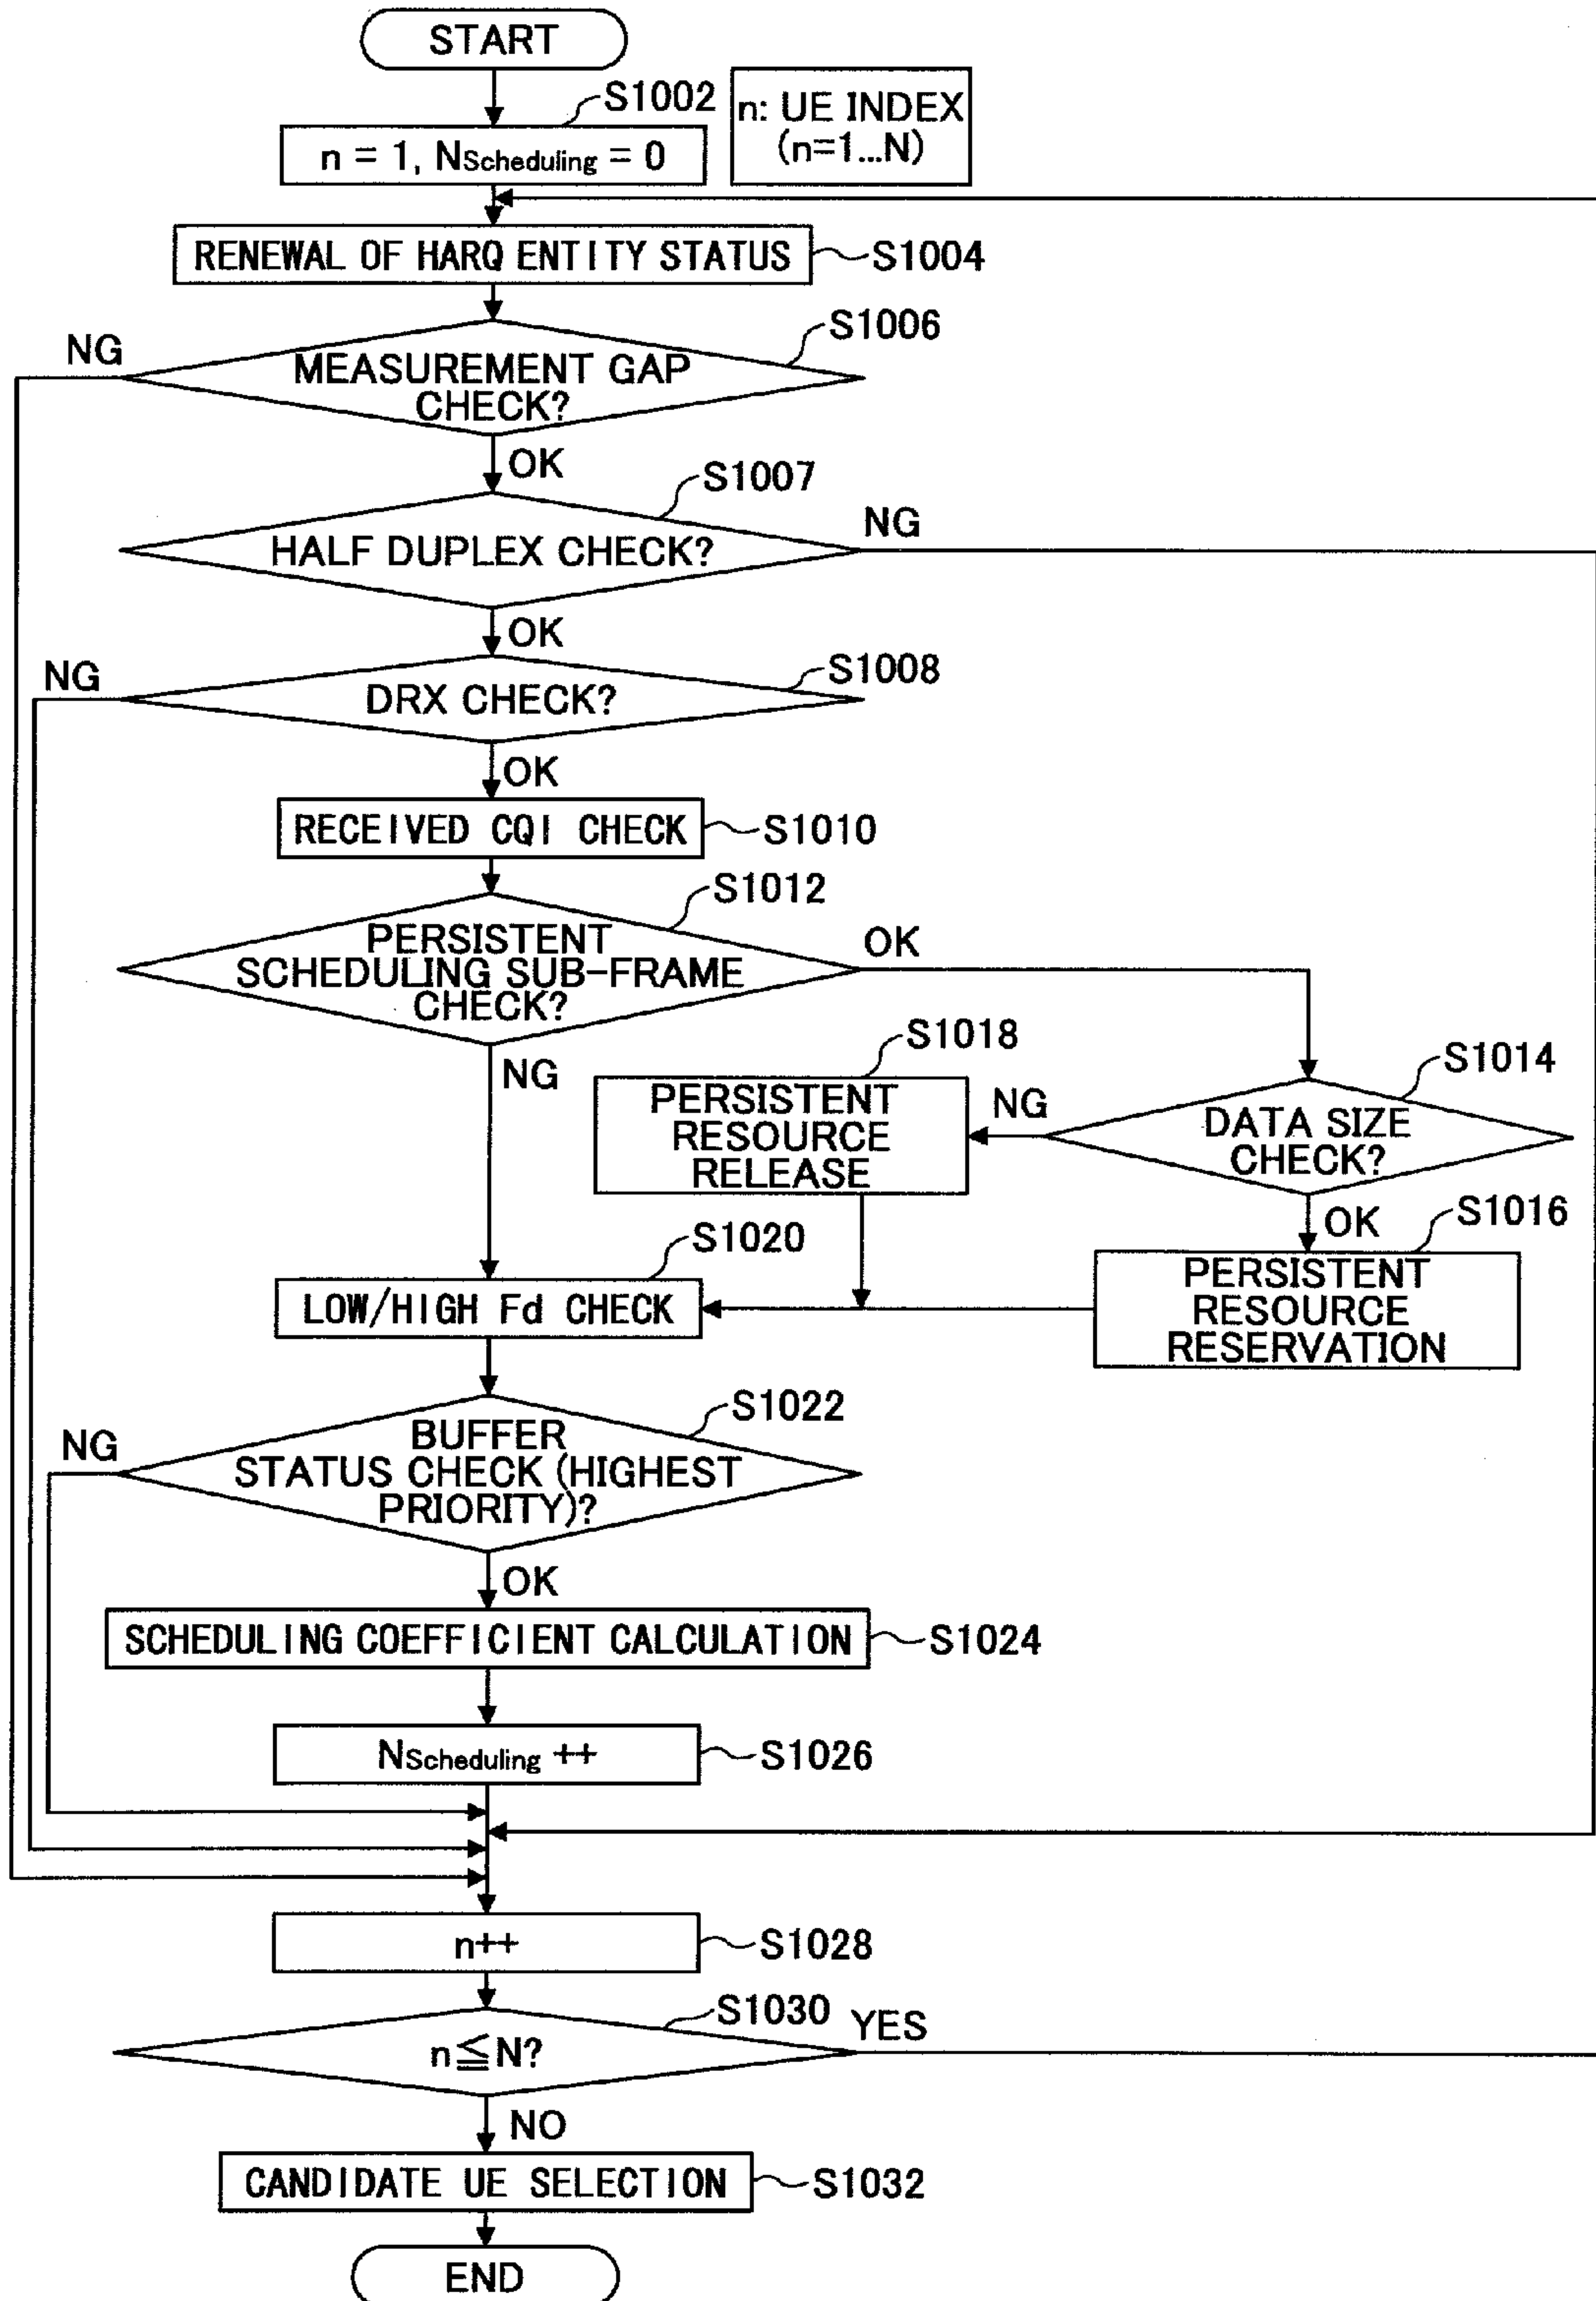 START
S1002
n: UE INDEX
(n=1...N)
n = 1, NScheduling = 0
RENEWAL OF HARQ ENTITY STATUS
S1004
S1006
NG
MEASUREMENT GAP
CHECK?
OK
S1007
NG
HALF DUPLEX CHECK?
OK
S1008
NG
DRX CHECK?
OK
RECEIVED CQI CHECK
S1010
S1012
PERSISTENT
SCHEDULING SUB-FRAME
CHECK?
OK
NG
S1018
PERSISTENT
RESOURCE
RELEASE
NG
S1014
DATA SIZE
CHECK?
OK
S1016
PERSISTENT
RESOURCE
RESERVATION
S1020
LOW/HIGH Fd CHECK
S1022
NG
BUFFER
STATUS CHECK (HIGHEST
PRIORITY)?
OK
SCHEDULING COEFFICIENT CALCULATION
S1024
NScheduling ++
S1026
n++
S1028
S1030
YES
n≦N?
NO
CANDIDATE UE SELECTION
S1032
END